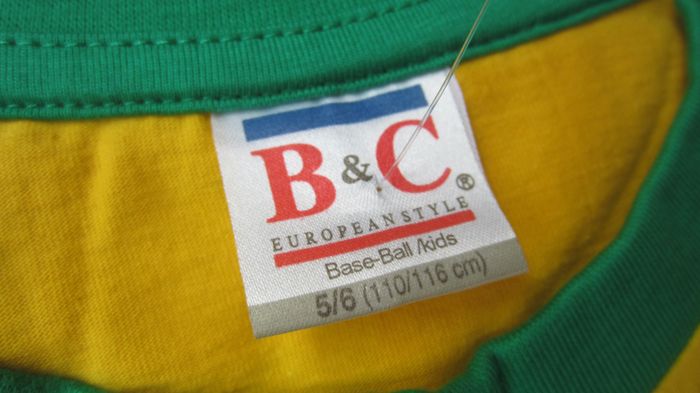 B&C®
EUROPEAN STYLE
Base-Ball /kids
5/6 (110/116 cm)